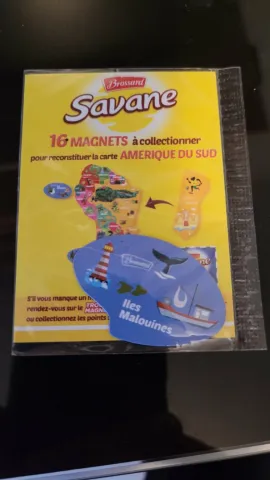 Brossard
Savane
16 MAGNETS à collectionner
pour reconstituer la carte AMERIQUE DU SUD
Brossard
Iles
Malouines
S'il vous manque un
rendez-vous sur le
ou collectionnez les points